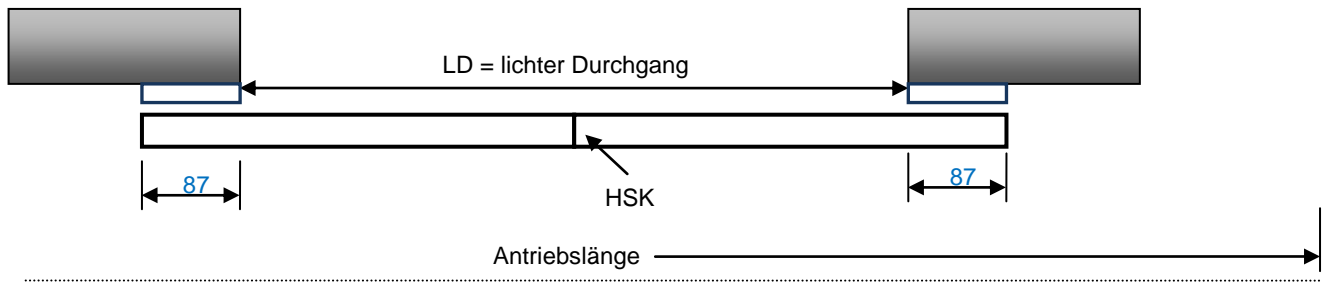 LD = lichter Durchgang
87
87
HSK
Antriebslänge